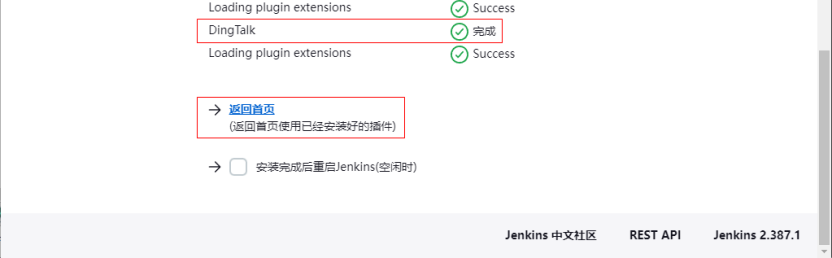 Loading plugin extensions Success
DingTalk 完成
Loading plugin extensions Success
→ 返回首页
(返回首页使用已经安装好的插件)
→ 安装完成后重启Jenkins(空闲时)
Jenkins 中文社区 REST API Jenkins 2.387.1